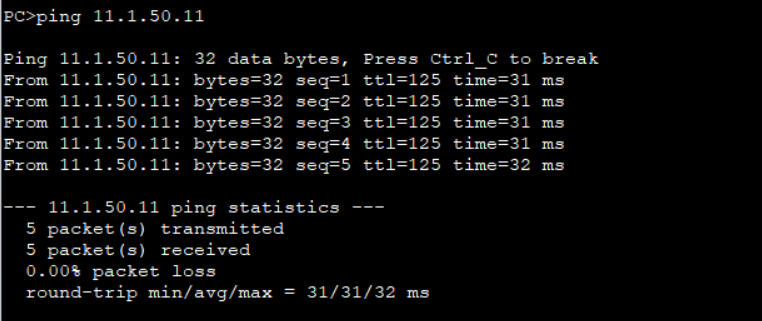 PC>ping 11.1.50.11
Ping 11.1.50.11: 32 data bytes, Press Ctrl_C to break
From 11.1.50.11: bytes=32 seq=1 ttl=125 time=31 ms
From 11.1.50.11: bytes=32 seq=2 ttl=125 time=31 ms
From 11.1.50.11: bytes=32 seq=3 ttl=125 time=31 ms
From 11.1.50.11: bytes=32 seq=4 ttl=125 time=31 ms
From 11.1.50.11: bytes=32 seq=5 ttl=125 time=32 ms
--- 11.1.50.11 ping statistics ---
5 packet(s) transmitted
5 packet(s) received
0.00% packet loss
round-trip min/avg/max = 31/31/32 ms